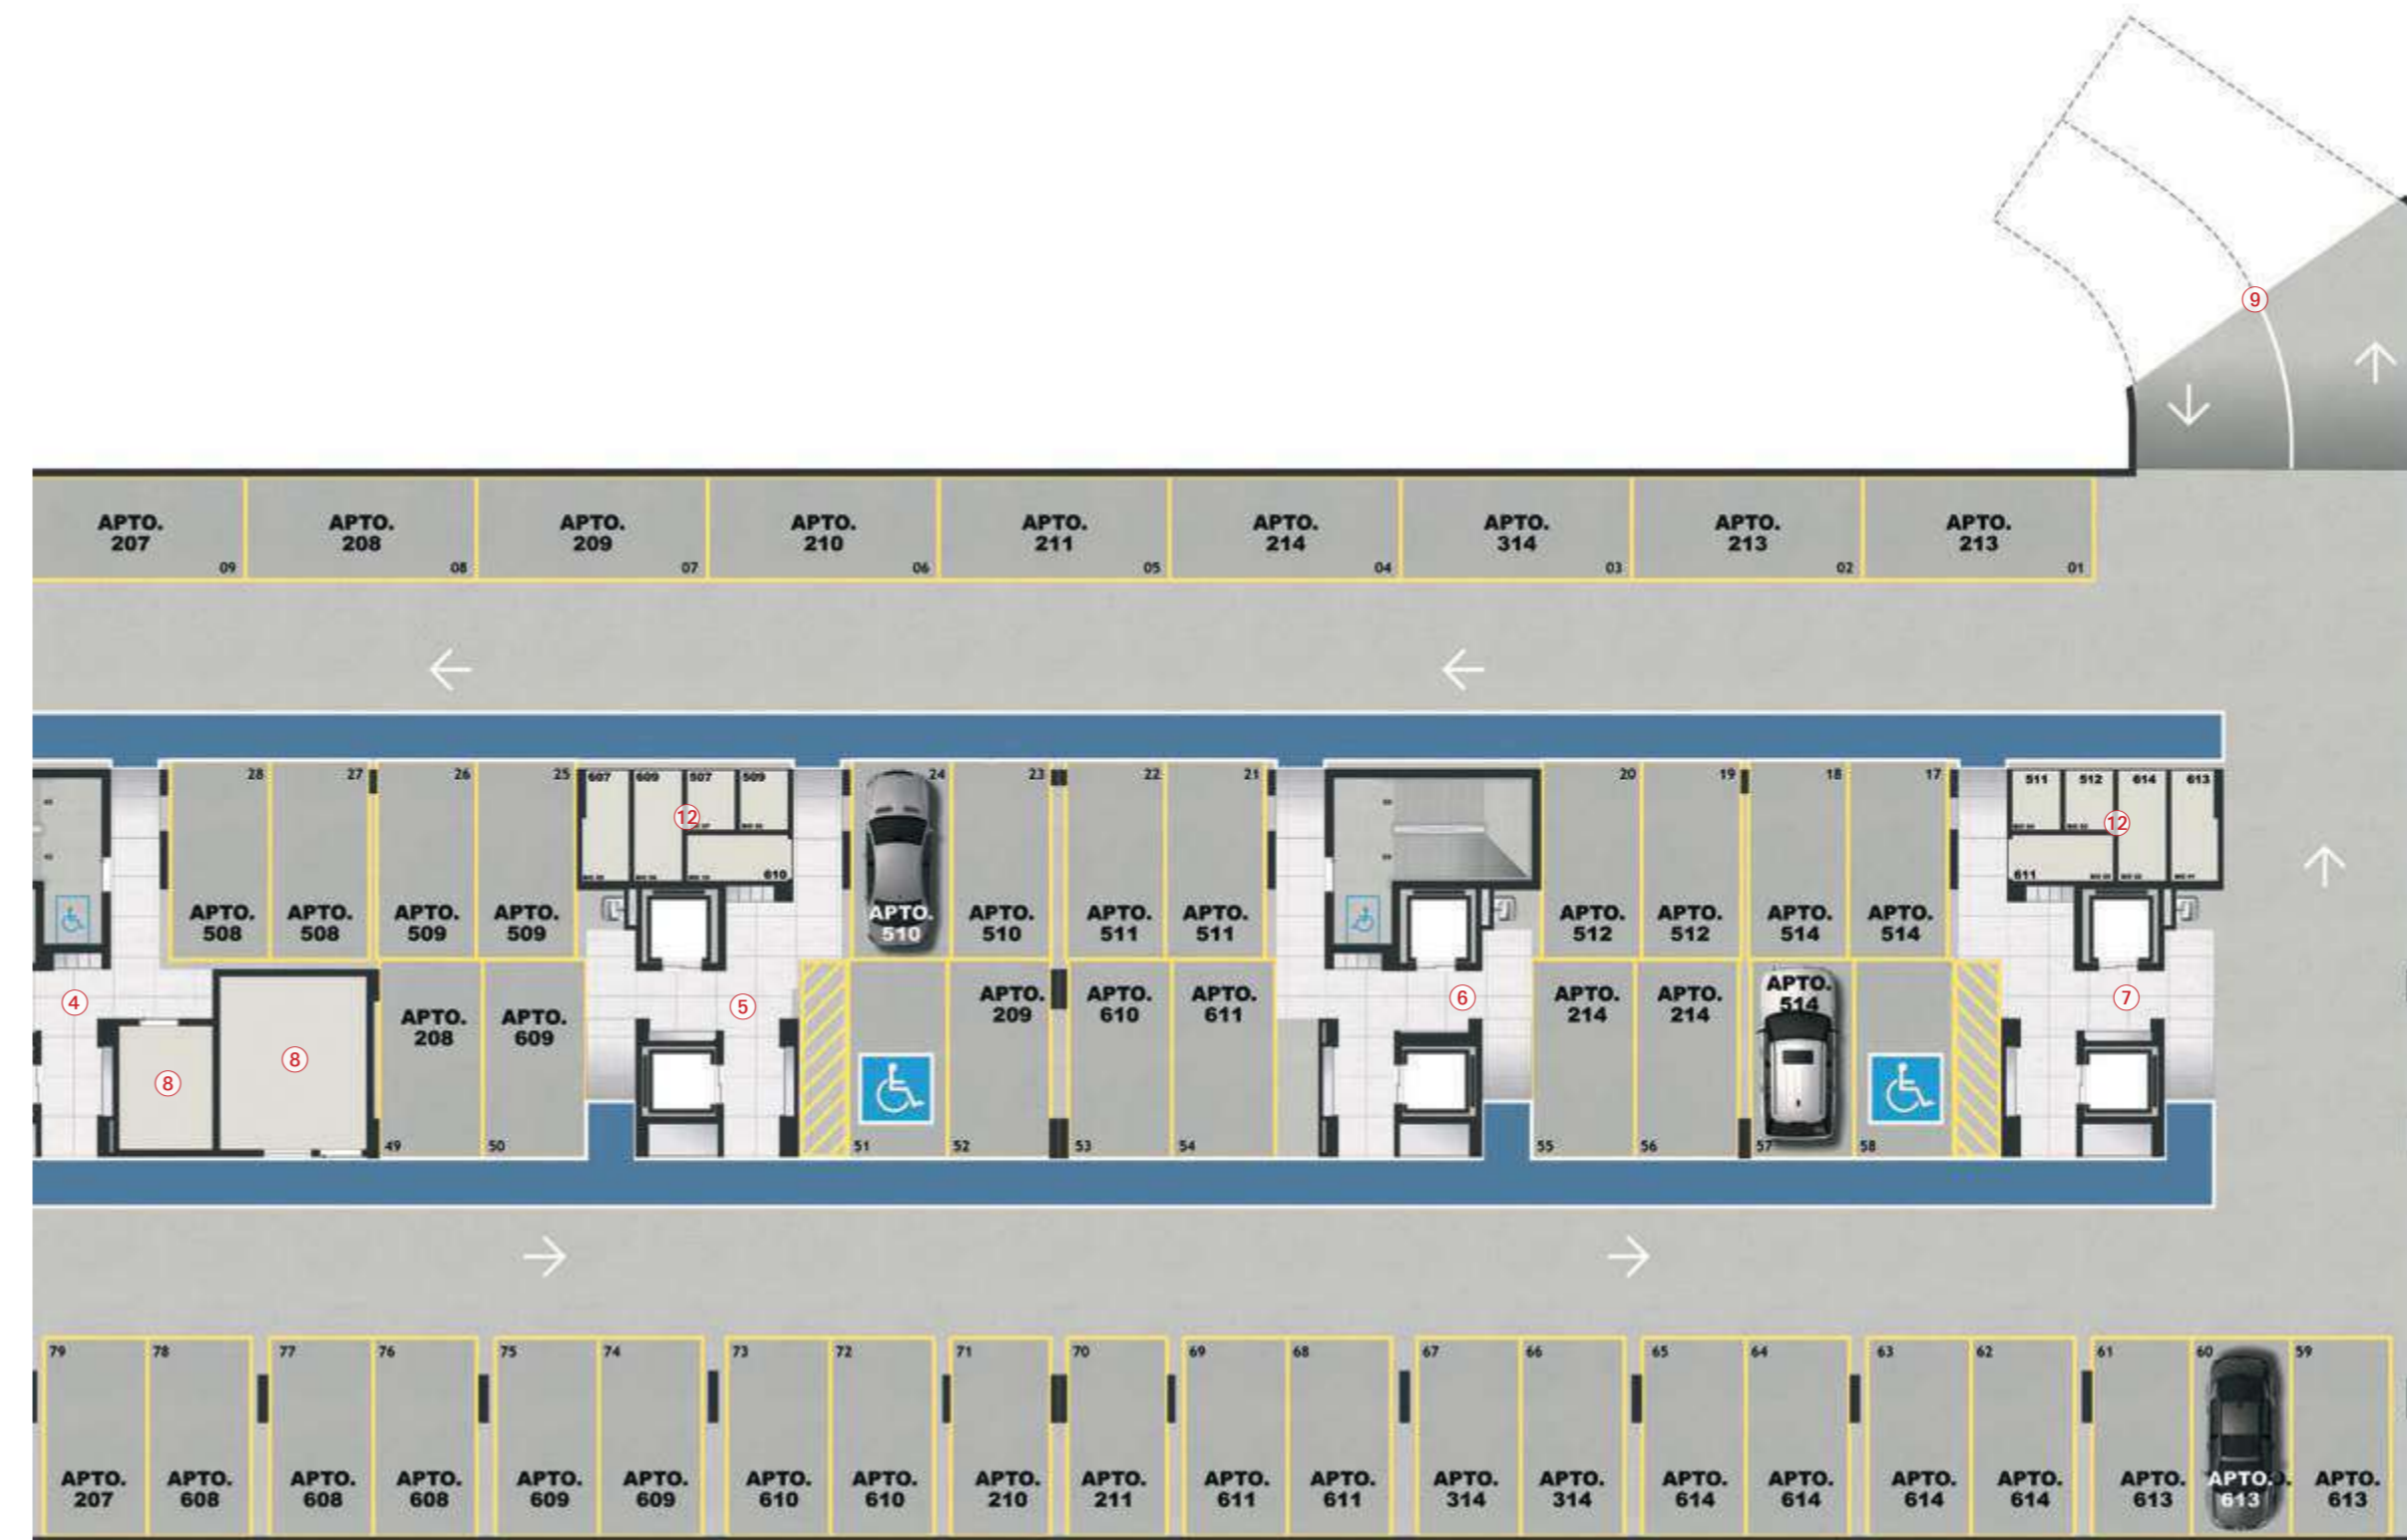 ⑨
APTO.
207
09
APTO.
208
08
APTO.
209
07
APTO.
210
06
APTO.
211
05
APTO.
214
04
APTO.
314
03
APTO.
213
02
APTO.
213
01
28
27
26
25
607
609
507
509
⑫
610
24
23
22
21
20
19
18
17
511
512
614
613
⑫
611
APTO.
508
APTO.
508
APTO.
509
APTO.
509
APTO.
510
APTO.
510
APTO.
511
APTO.
511
APTO.
512
APTO.
512
APTO.
514
APTO.
514
④
⑧
⑧
APTO.
208
49
APTO.
609
50
⑤
51
APTO.
209
52
APTO.
610
53
APTO.
611
54
⑥
APTO.
214
55
APTO.
214
56
APTO.
514
57
58
⑦
79
APTO.
207
78
APTO.
608
77
APTO.
608
76
APTO.
608
75
APTO.
609
74
APTO.
609
73
APTO.
610
72
APTO.
610
71
APTO.
210
70
APTO.
211
69
APTO.
611
68
APTO.
611
67
APTO.
314
66
APTO.
314
65
APTO.
614
64
APTO.
614
63
APTO.
614
62
APTO.
614
61
APTO.
613
60
APTO.
613
59
APTO.
613